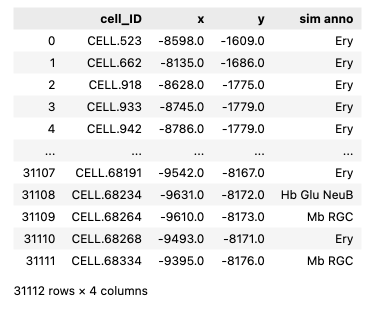 cell_ID x y sim anno
0 CELL.523 -8598.0 -1609.0 Ery
1 CELL.662 -8135.0 -1686.0 Ery
2 CELL.918 -8628.0 -1775.0 Ery
3 CELL.933 -8745.0 -1779.0 Ery
4 CELL.942 -8786.0 -1779.0 Ery
... ... ... ... ...
31107 CELL.68191 -9542.0 -8167.0 Ery
31108 CELL.68234 -9631.0 -8172.0 Hb Glu NeuB
31109 CELL.68264 -9610.0 -8173.0 Mb RGC
31110 CELL.68268 -9493.0 -8171.0 Ery
31111 CELL.68334 -9395.0 -8176.0 Mb RGC
31112 rows × 4 columns